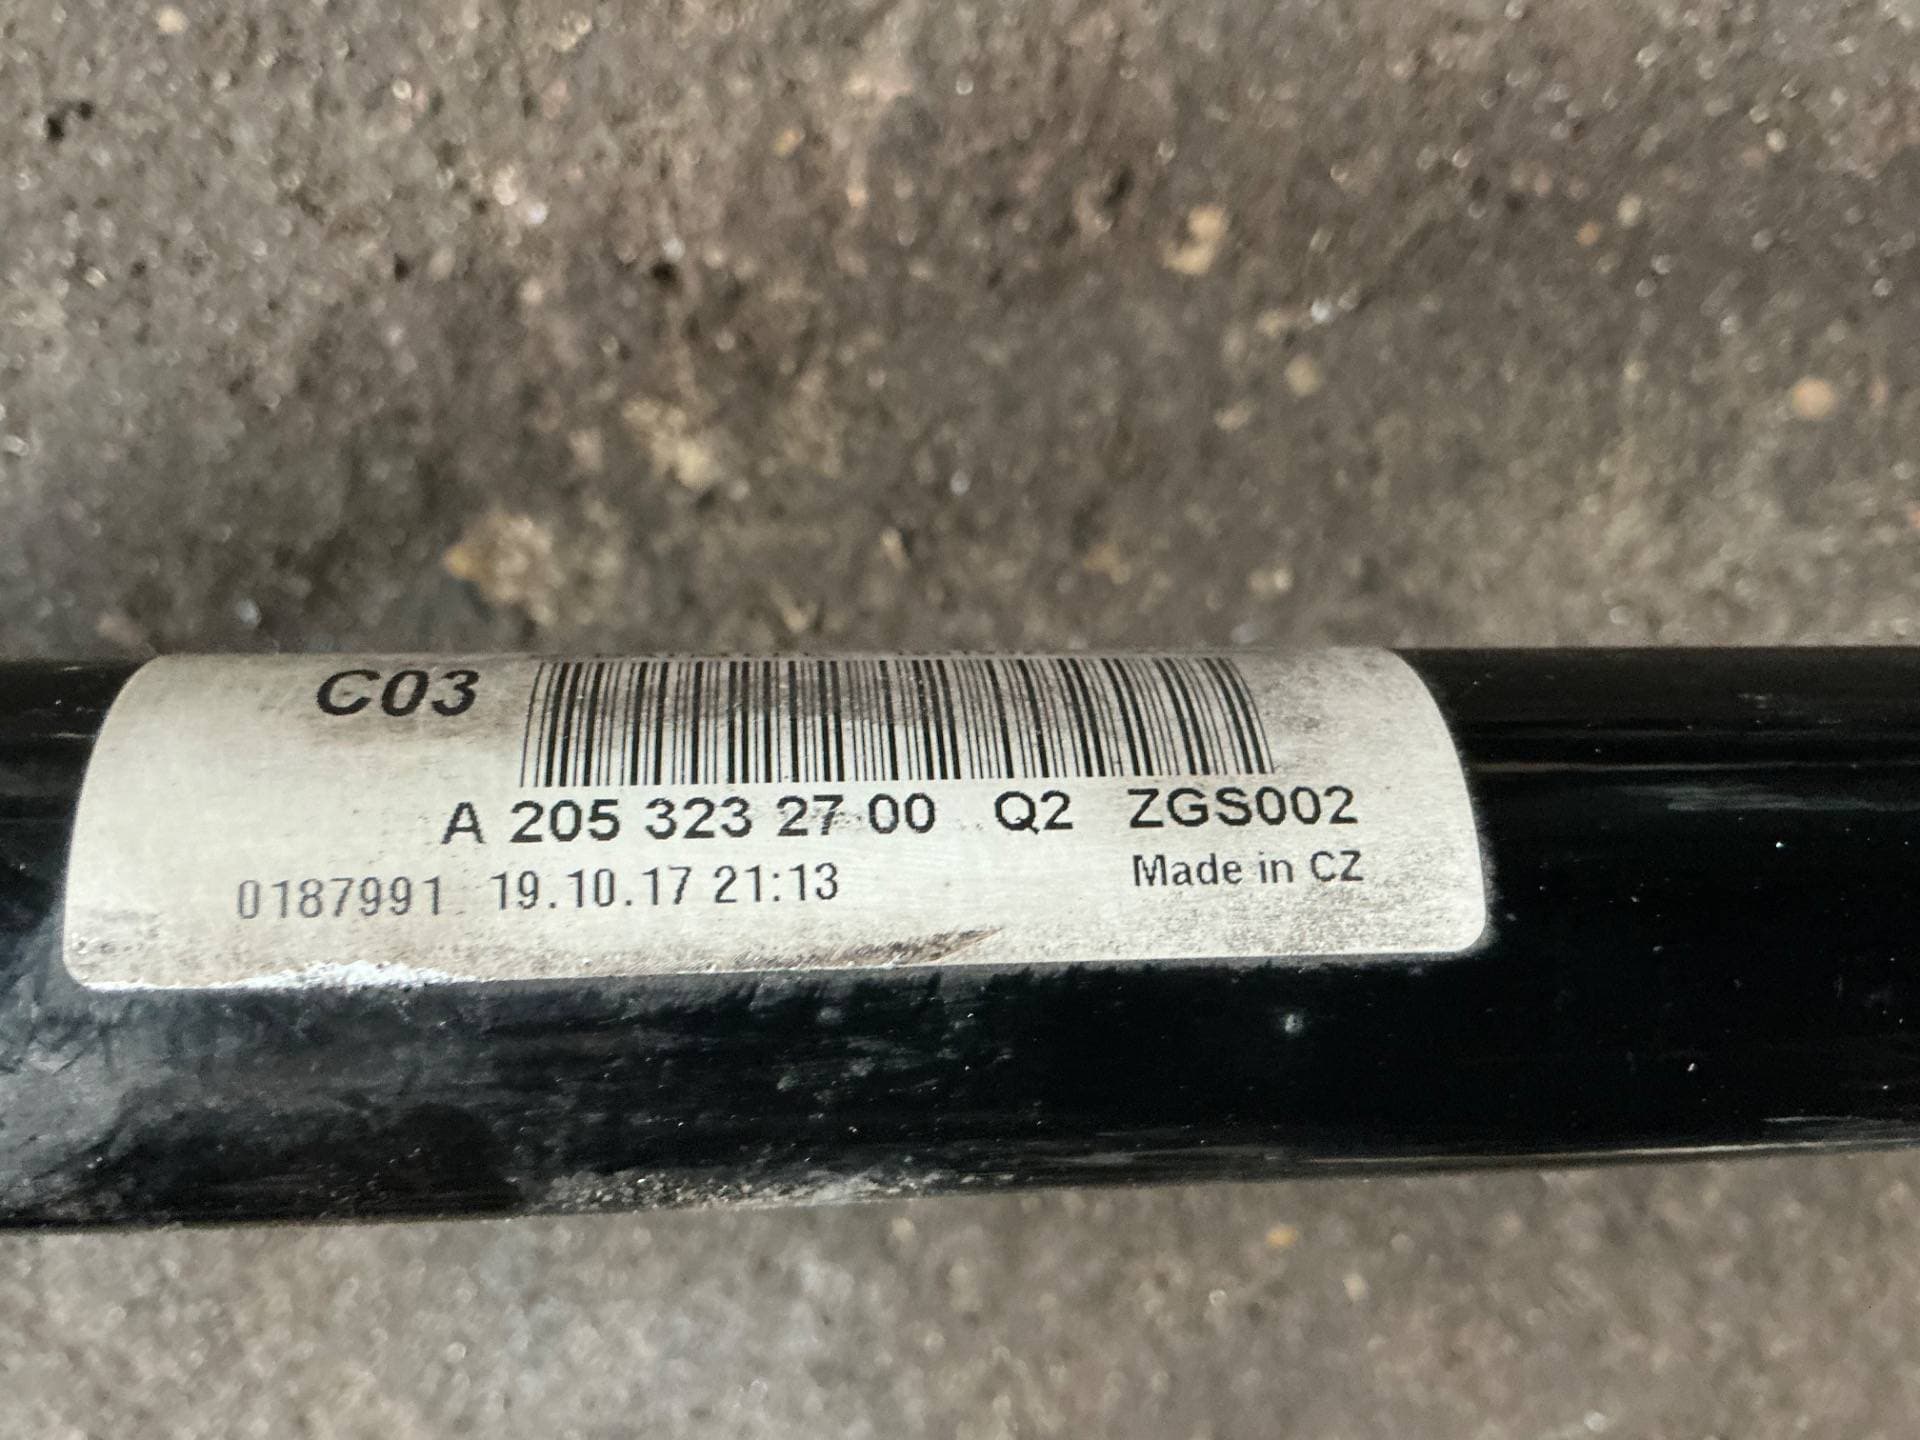 C03
A 205 323 27 00 Q2 ZGS002
0187991 19.10.17 21:13 Made in CZ